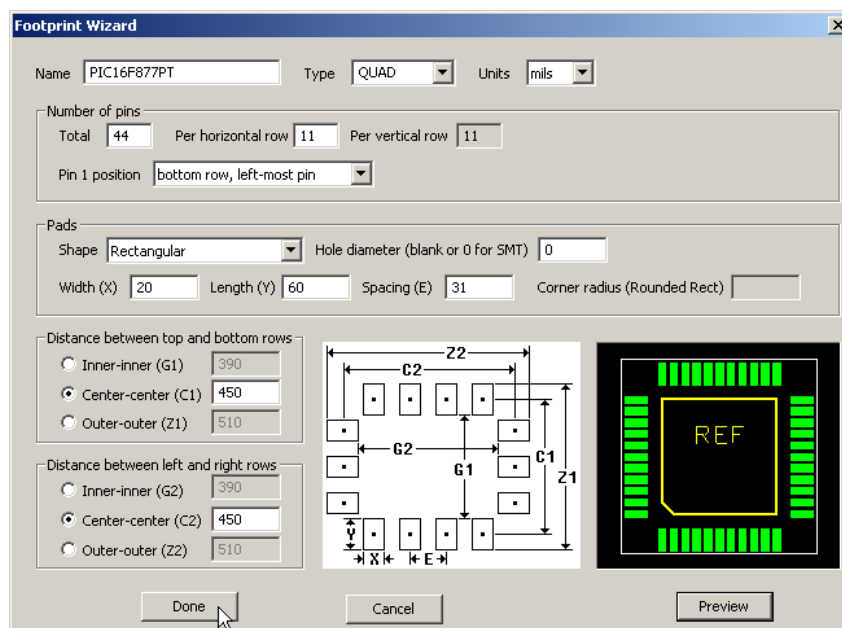 Footprint Wizard
Name PIC16F877PT Type QUAD Units mils
Number of pins
Total 44 Per horizontal row 11 Per vertical row 11
Pin 1 position bottom row, left-most pin
Pads
Shape Rectangular Hole diameter (blank or 0 for SMT) 0
Width (X) 20 Length (Y) 60 Spacing (E) 31 Corner radius (Rounded Rect)
Distance between top and bottom rows
Inner-inner (G1) 390
Center-center (C1) 450
Outer-outer (Z1) 510
Distance between left and right rows
Inner-inner (G2) 390
Center-center (C2) 450
Outer-outer (Z2) 510
Z2
C2
G2
G1
C1
Z1
Y
X
E
REF
Done Cancel Preview